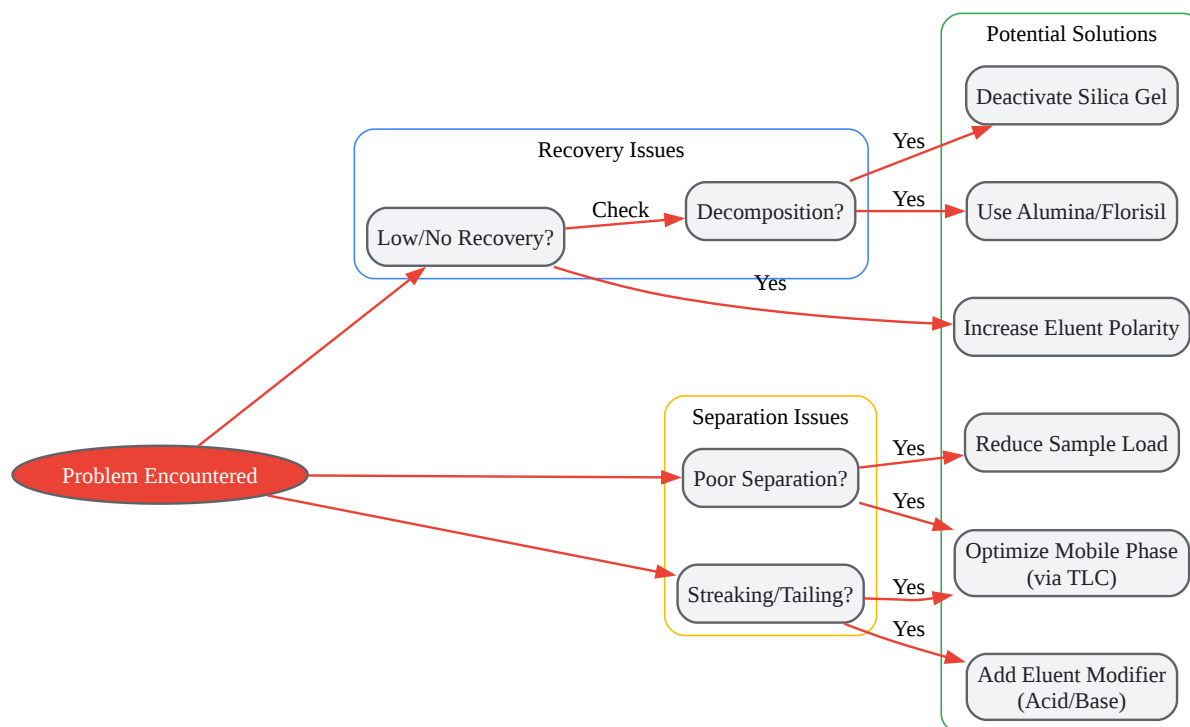 Potential Solutions
Deactivate Silica Gel
Recovery Issues
Yes
Low/No Recovery?
Check
Decomposition?
Yes
Use Alumina/Florisil
Yes
Increase Eluent Polarity
Separation Issues
Problem Encountered
Poor Separation?
Yes
Reduce Sample Load
Yes
Optimize Mobile Phase
(via TLC)
Streaking/Tailing?
Yes
Yes
Add Eluent Modifier
(Acid/Base)